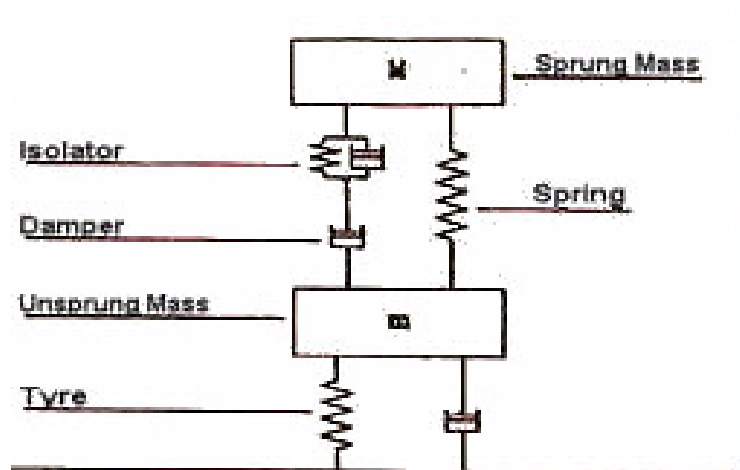 M
Sprung Mass
Isolator
Spring
Damper
Unsprung Mass
m
Tyre